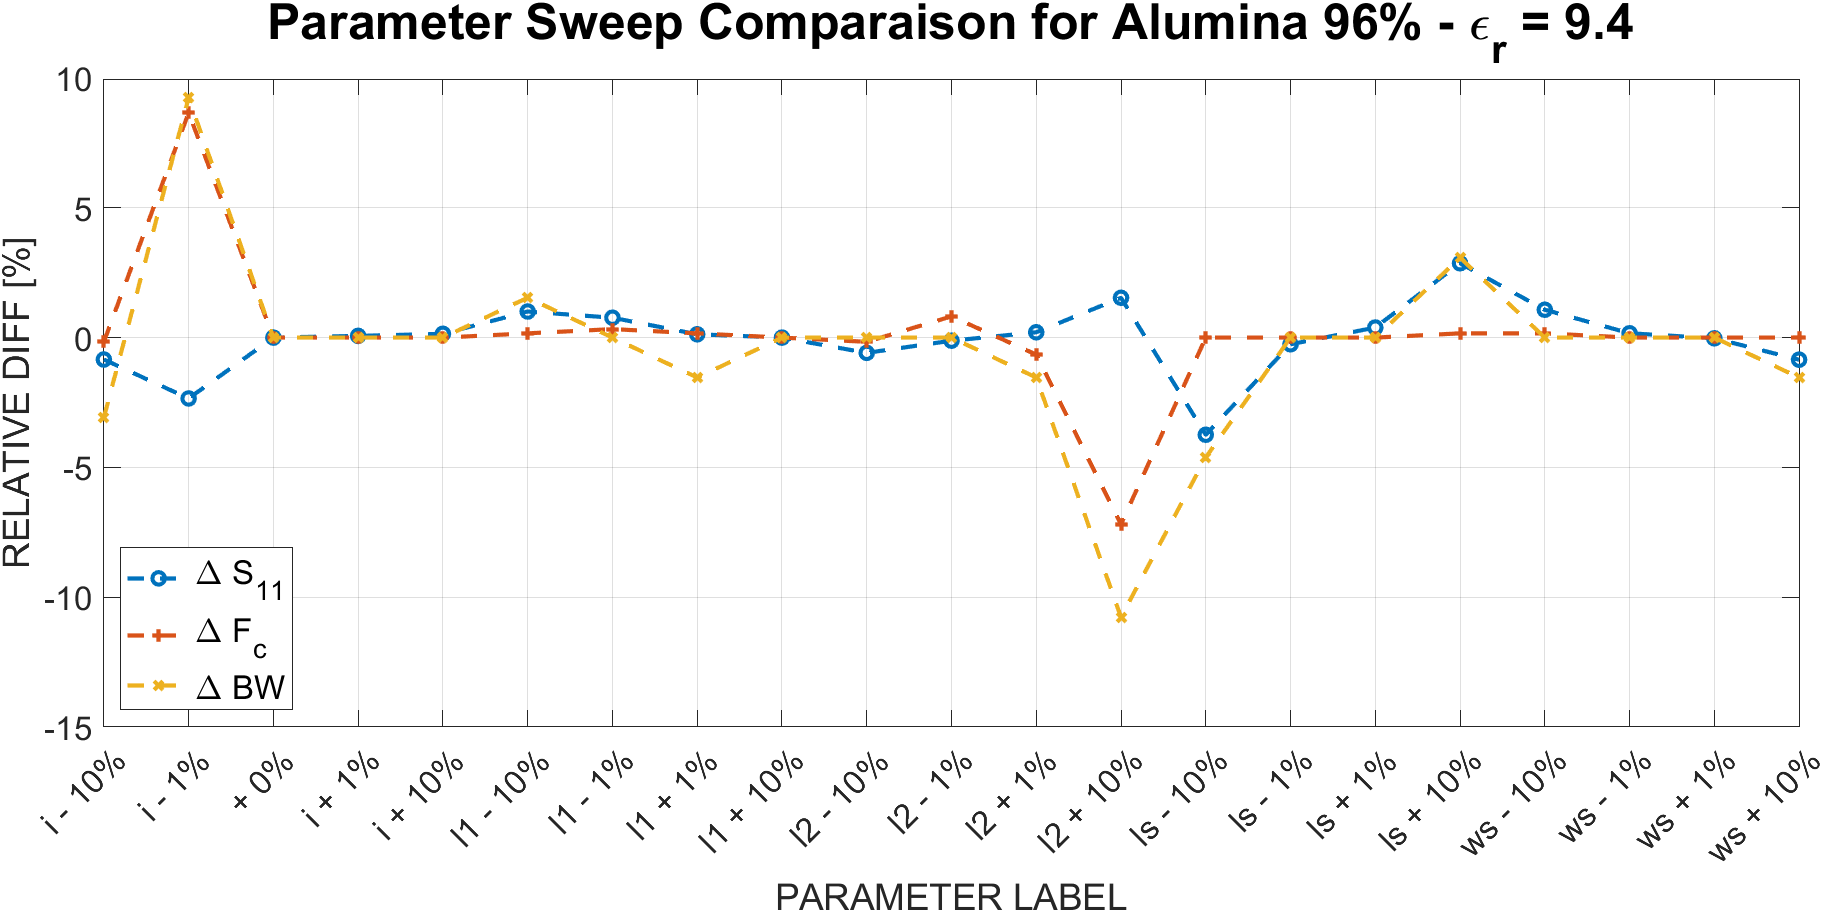 Parameter Sweep Comparaison for Alumina 96% - ϵr = 9.4
10
5
0
-5
-10
-15
RELATIVE DIFF [%]
Δ S11
Δ Fc
Δ BW
i - 10%
i - 1%
+ 0%
i + 1%
i + 10%
l1 - 10%
l1 - 1%
l1 + 1%
l1 + 10%
l2 - 10%
l2 - 1%
l2 + 1%
l2 + 10%
ls - 10%
ls - 1%
ls + 1%
ls + 10%
ws - 10%
ws - 1%
ws + 1%
ws + 10%
PARAMETER LABEL